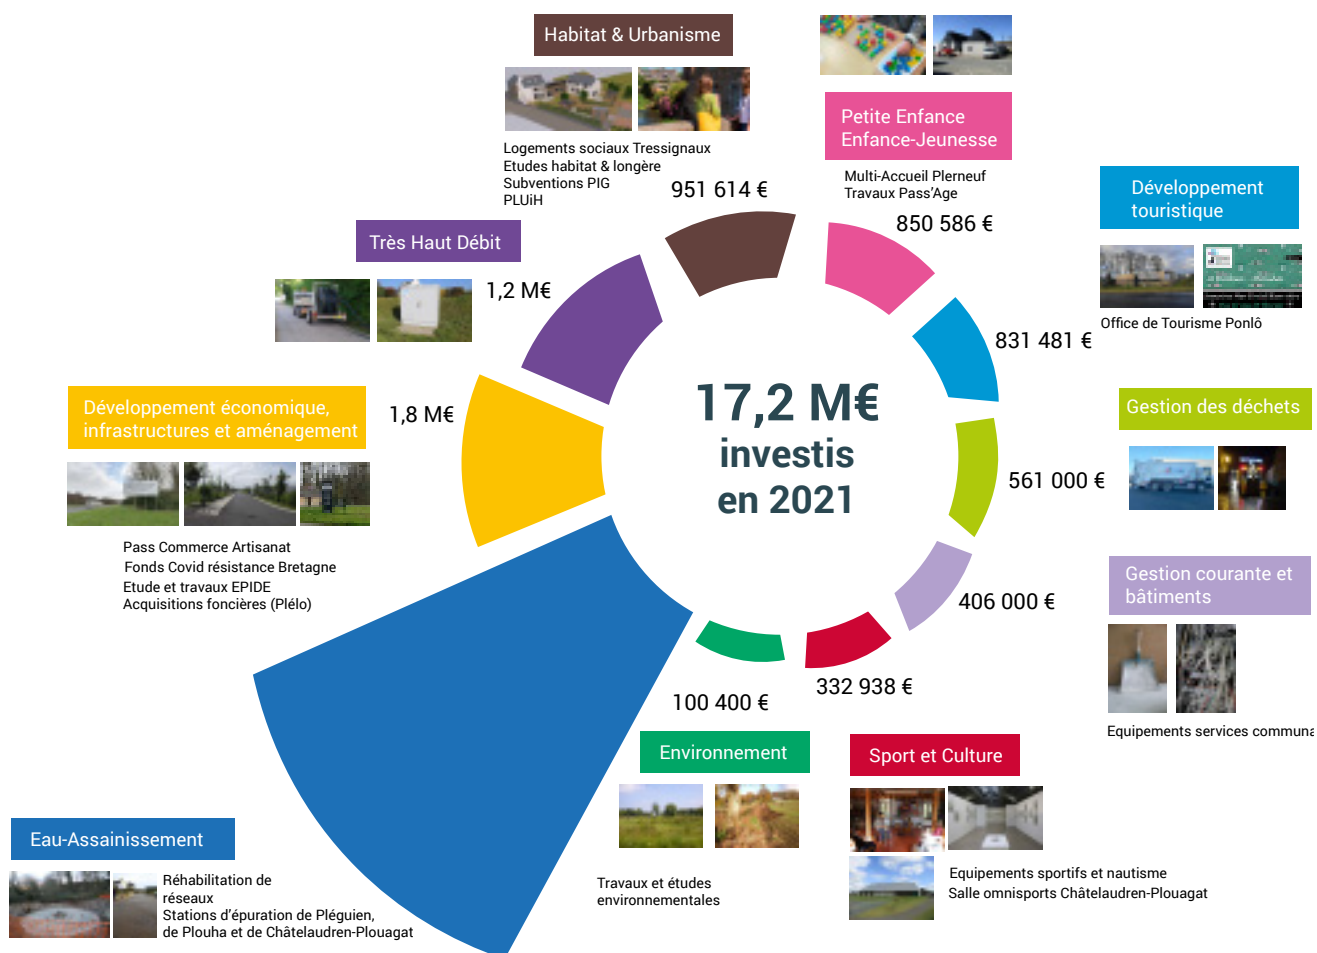 Habitat & Urbanisme
Logements sociaux Tressignaux
Etudes habitat & longère
Subventions PIG
PLUiH
951 614 €
Petite Enfance
Enfance-Jeunesse
Multi-Accueil Plerneuf
Travaux Pass'Age
850 586 €
Développement
touristique
Office de Tourisme Ponlô
831 481 €
Très Haut Débit
1,2 M€
Développement économique,
infrastructures et aménagement
1,8 M€
Pass Commerce Artisanat
Fonds Covid résistance Bretagne
Etude et travaux EPIDE
Acquisitions foncières (Plélo)
17,2 M€
investis
en 2021
Gestion des déchets
561 000 €
Gestion courante et
bâtiments
406 000 €
Equipements services communa
332 938 €
100 400 €
Environnement
Travaux et études
environnementales
Sport et Culture
Equipements sportifs et nautisme
Salle omnisports Châtelaudren-Plouagat
Eau-Assainissement
Réhabilitation de
réseaux
Stations d'épuration de Pléguien,
de Plouha et de Châtelaudren-Plouagat